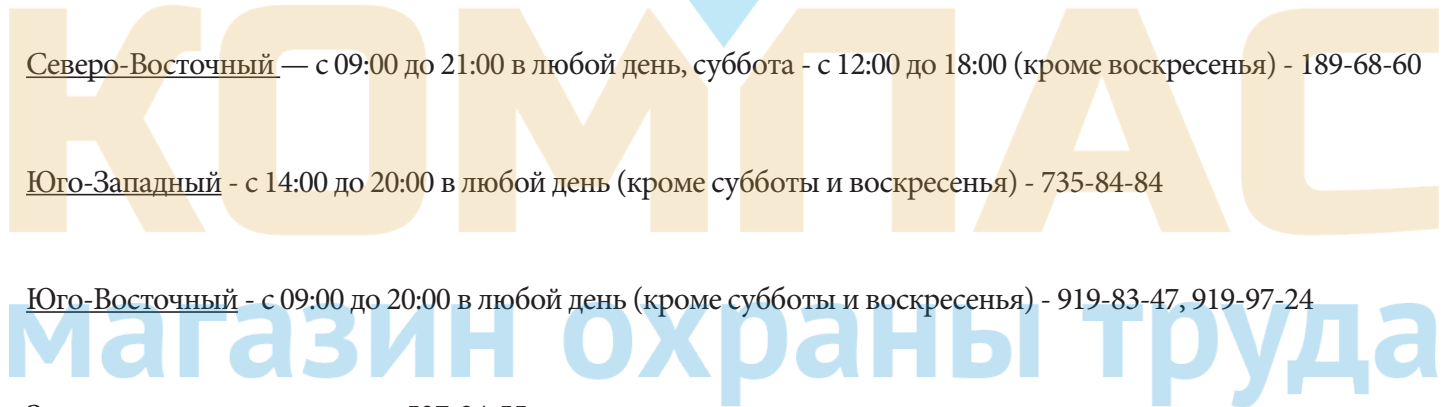 КОМПАС
Северо-Восточный — с 09:00 до 21:00 в любой день, суббота - с 12:00 до 18:00 (кроме воскресенья) - 189-68-60
Юго-Западный - с 14:00 до 20:00 в любой день (кроме субботы и воскресенья) - 735-84-84
Юго-Восточный - с 09:00 до 20:00 в любой день (кроме субботы и воскресенья) - 919-83-47, 919-97-24
магазин охраны труда